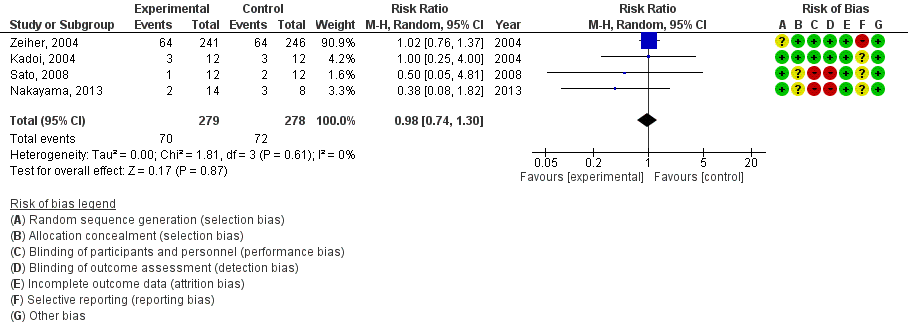 Experimental Control Risk Ratio Risk Ratio Risk of Bias
Study or Subgroup Events Total Events Total Weight M-H, Random, 95% CI Year M-H, Random, 95% CI A B C D E F G
Zeiher, 2004 64 241 64 246 90.9% 1.02 [0.76, 1.37] 2004 ? + + + + - +
Kadoi, 2004 3 12 3 12 4.2% 1.00 [0.25, 4.00] 2004 + + + + + ? +
Sato, 2008 1 12 2 12 1.6% 0.50 [0.05, 4.81] 2008 + ? - - + ? +
Nakayama, 2013 2 14 3 8 3.3% 0.38 [0.08, 1.82] 2013 + ? - - + ? +
Total (95% CI) 279 278 100.0% 0.98 [0.74, 1.30]
Total events 70 72
Heterogeneity: Tau² = 0.00; Chi² = 1.81, df = 3 (P = 0.61); I² = 0%
Test for overall effect: Z = 0.17 (P = 0.87)
0.05 0.2 1 5 20
Favours [experimental] Favours [control]
Risk of bias legend
(A) Random sequence generation (selection bias)
(B) Allocation concealment (selection bias)
(C) Blinding of participants and personnel (performance bias)
(D) Blinding of outcome assessment (detection bias)
(E) Incomplete outcome data (attrition bias)
(F) Selective reporting (reporting bias)
(G) Other bias